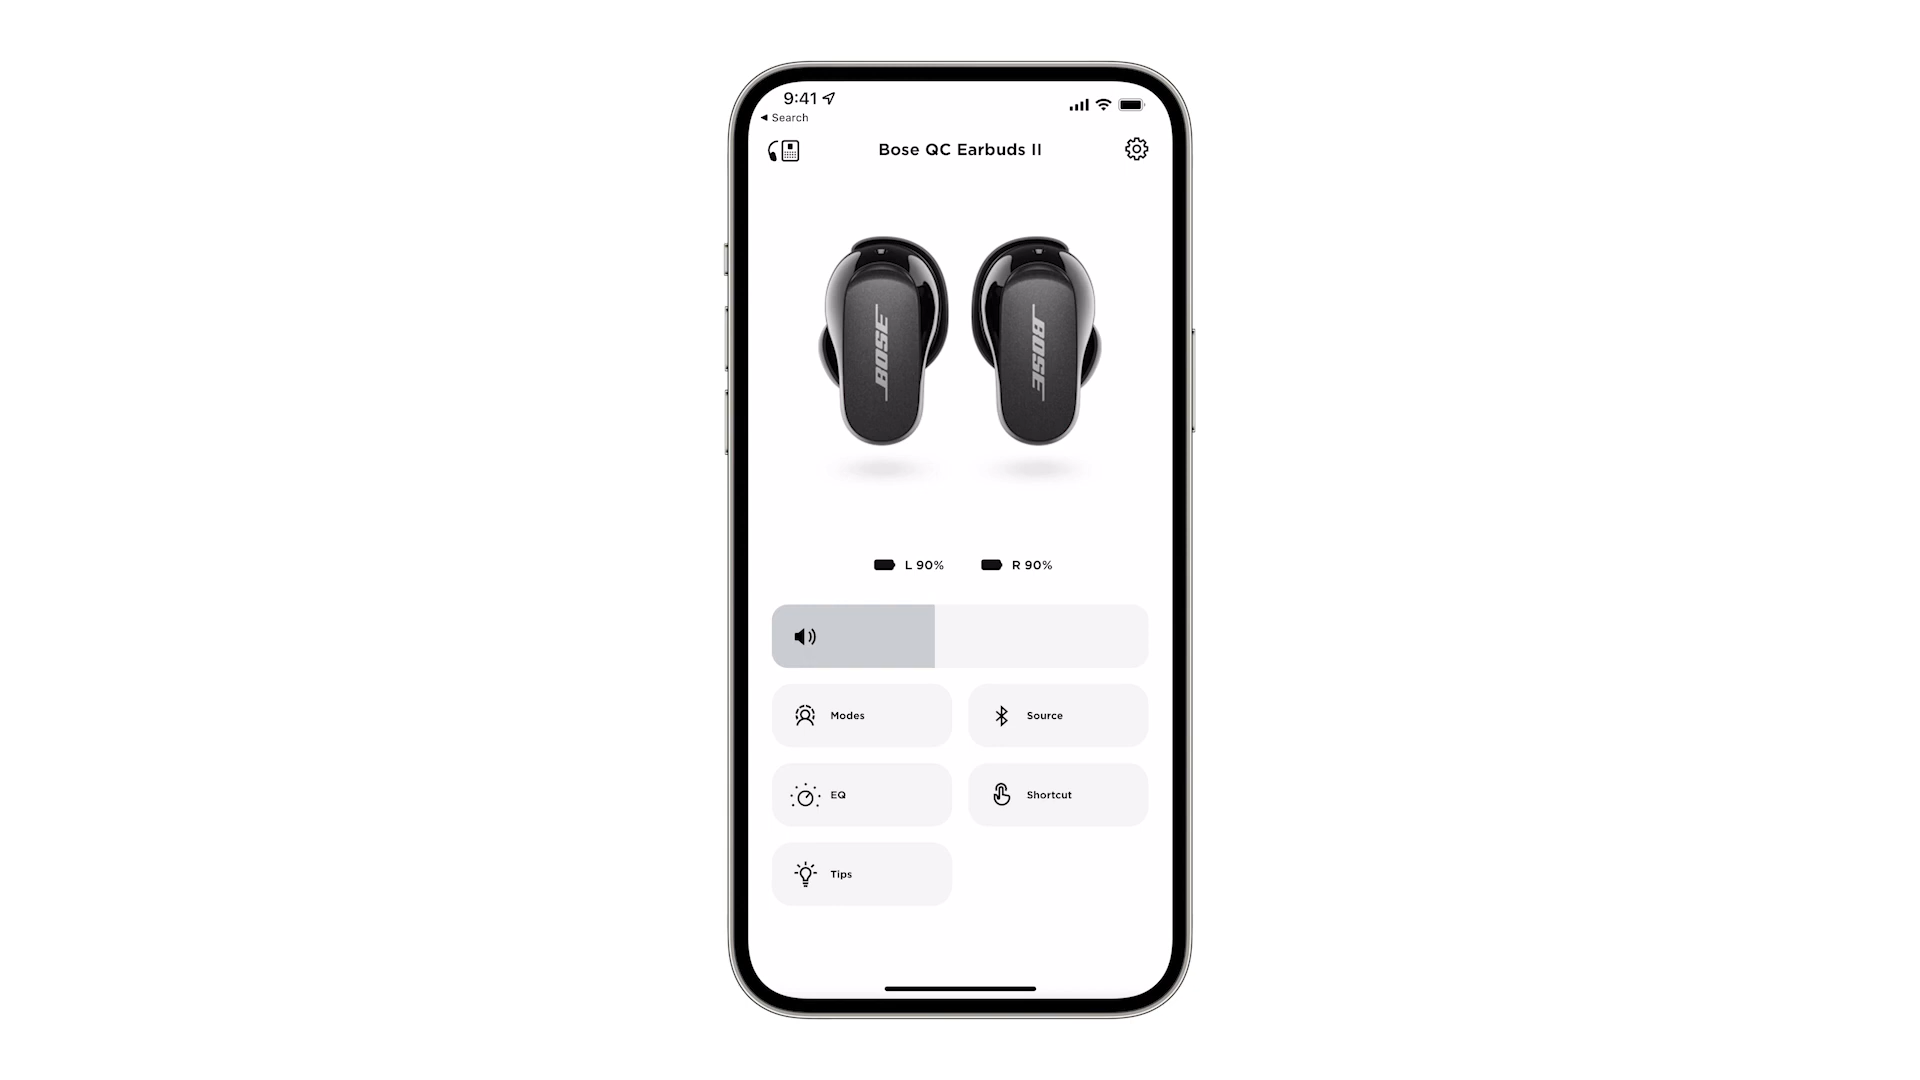 9:41
Search
Bose QC Earbuds II
BOSE
BOSE
L 90%
R 90%
Modes
Source
EQ
Shortcut
Tips